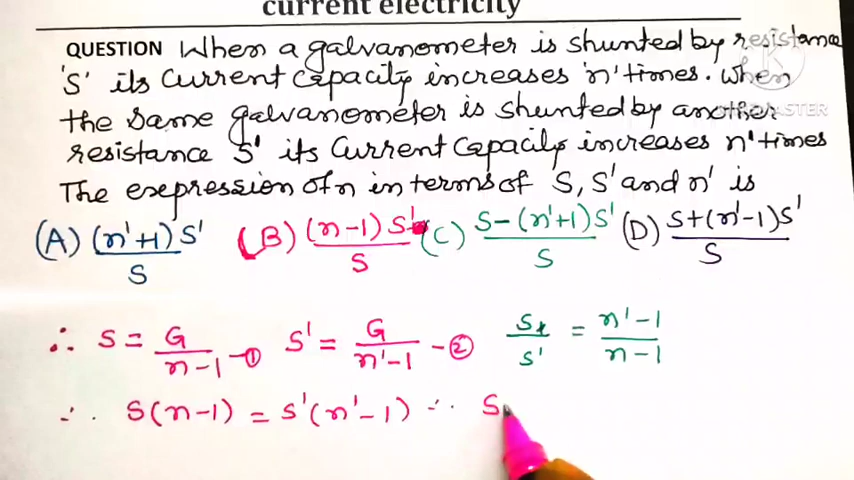 current electricity
QUESTION When a galvanometer is shunted by resistance
'S' its current capacity increases 'n' times. When
the same galvanometer is shunted by another
resistance S' its current capacity increases n' times
The exepression of n in terms of S, S' and n' is
(A) (n'+1) S' / S (B) (n-1) S' / S (C) S-(n'+1) S' / S (D) S+(n'-1) S' / S
∴ S = G / n-1 -① S' = G / n'-1 -② S / S' = n'-1 / n-1
∴ S(n-1) = S'(n'-1) ∴ S